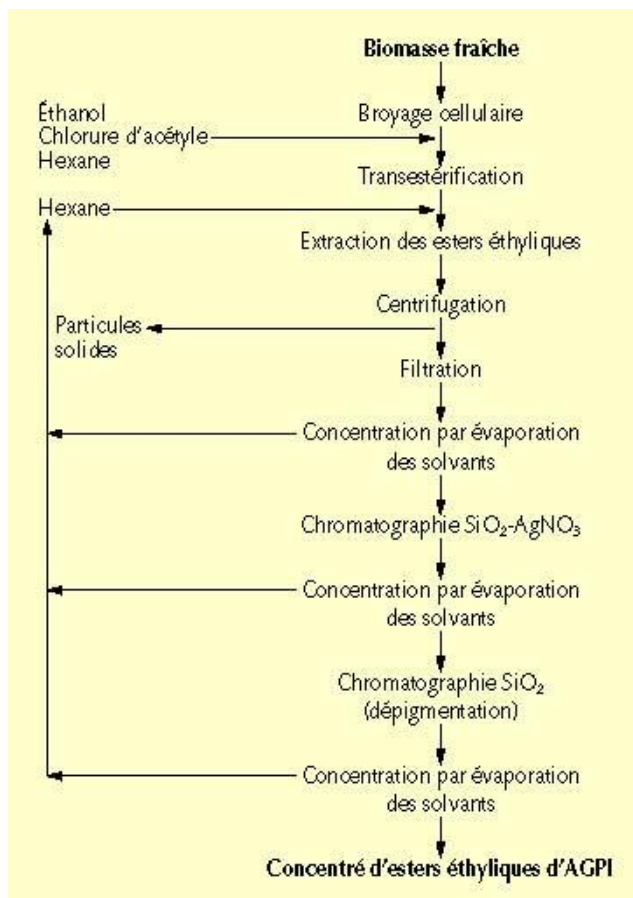 Biomasse fraîche
Éthanol
Chlorure d'acétyle
Hexane
Broyage cellulaire
Transestérification
Hexane
Extraction des esters éthyliques
Centrifugation
Particules
solides
Filtration
Concentration par évaporation
des solvants
Chromatographie SiO₂-AgNO₃
Concentration par évaporation
des solvants
Chromatographie SiO₂
(dépigmentation)
Concentration par évaporation
des solvants
Concentré d'esters éthyliques d'AGPI